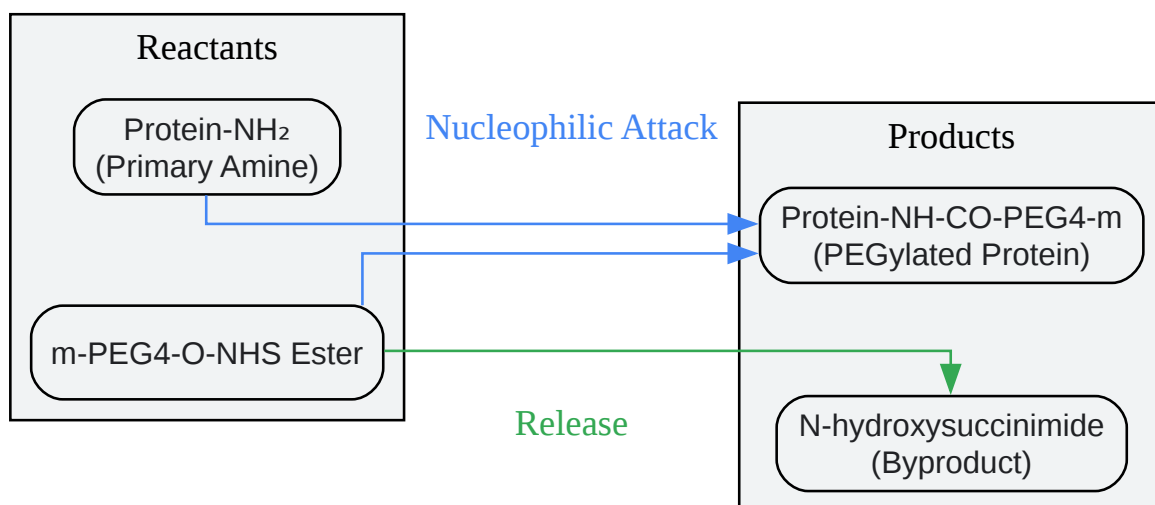 Reactants
Protein-NH₂
(Primary Amine)
m-PEG4-O-NHS Ester
Nucleophilic Attack
Release
Products
Protein-NH-CO-PEG4-m
(PEGylated Protein)
N-hydroxysuccinimide
(Byproduct)